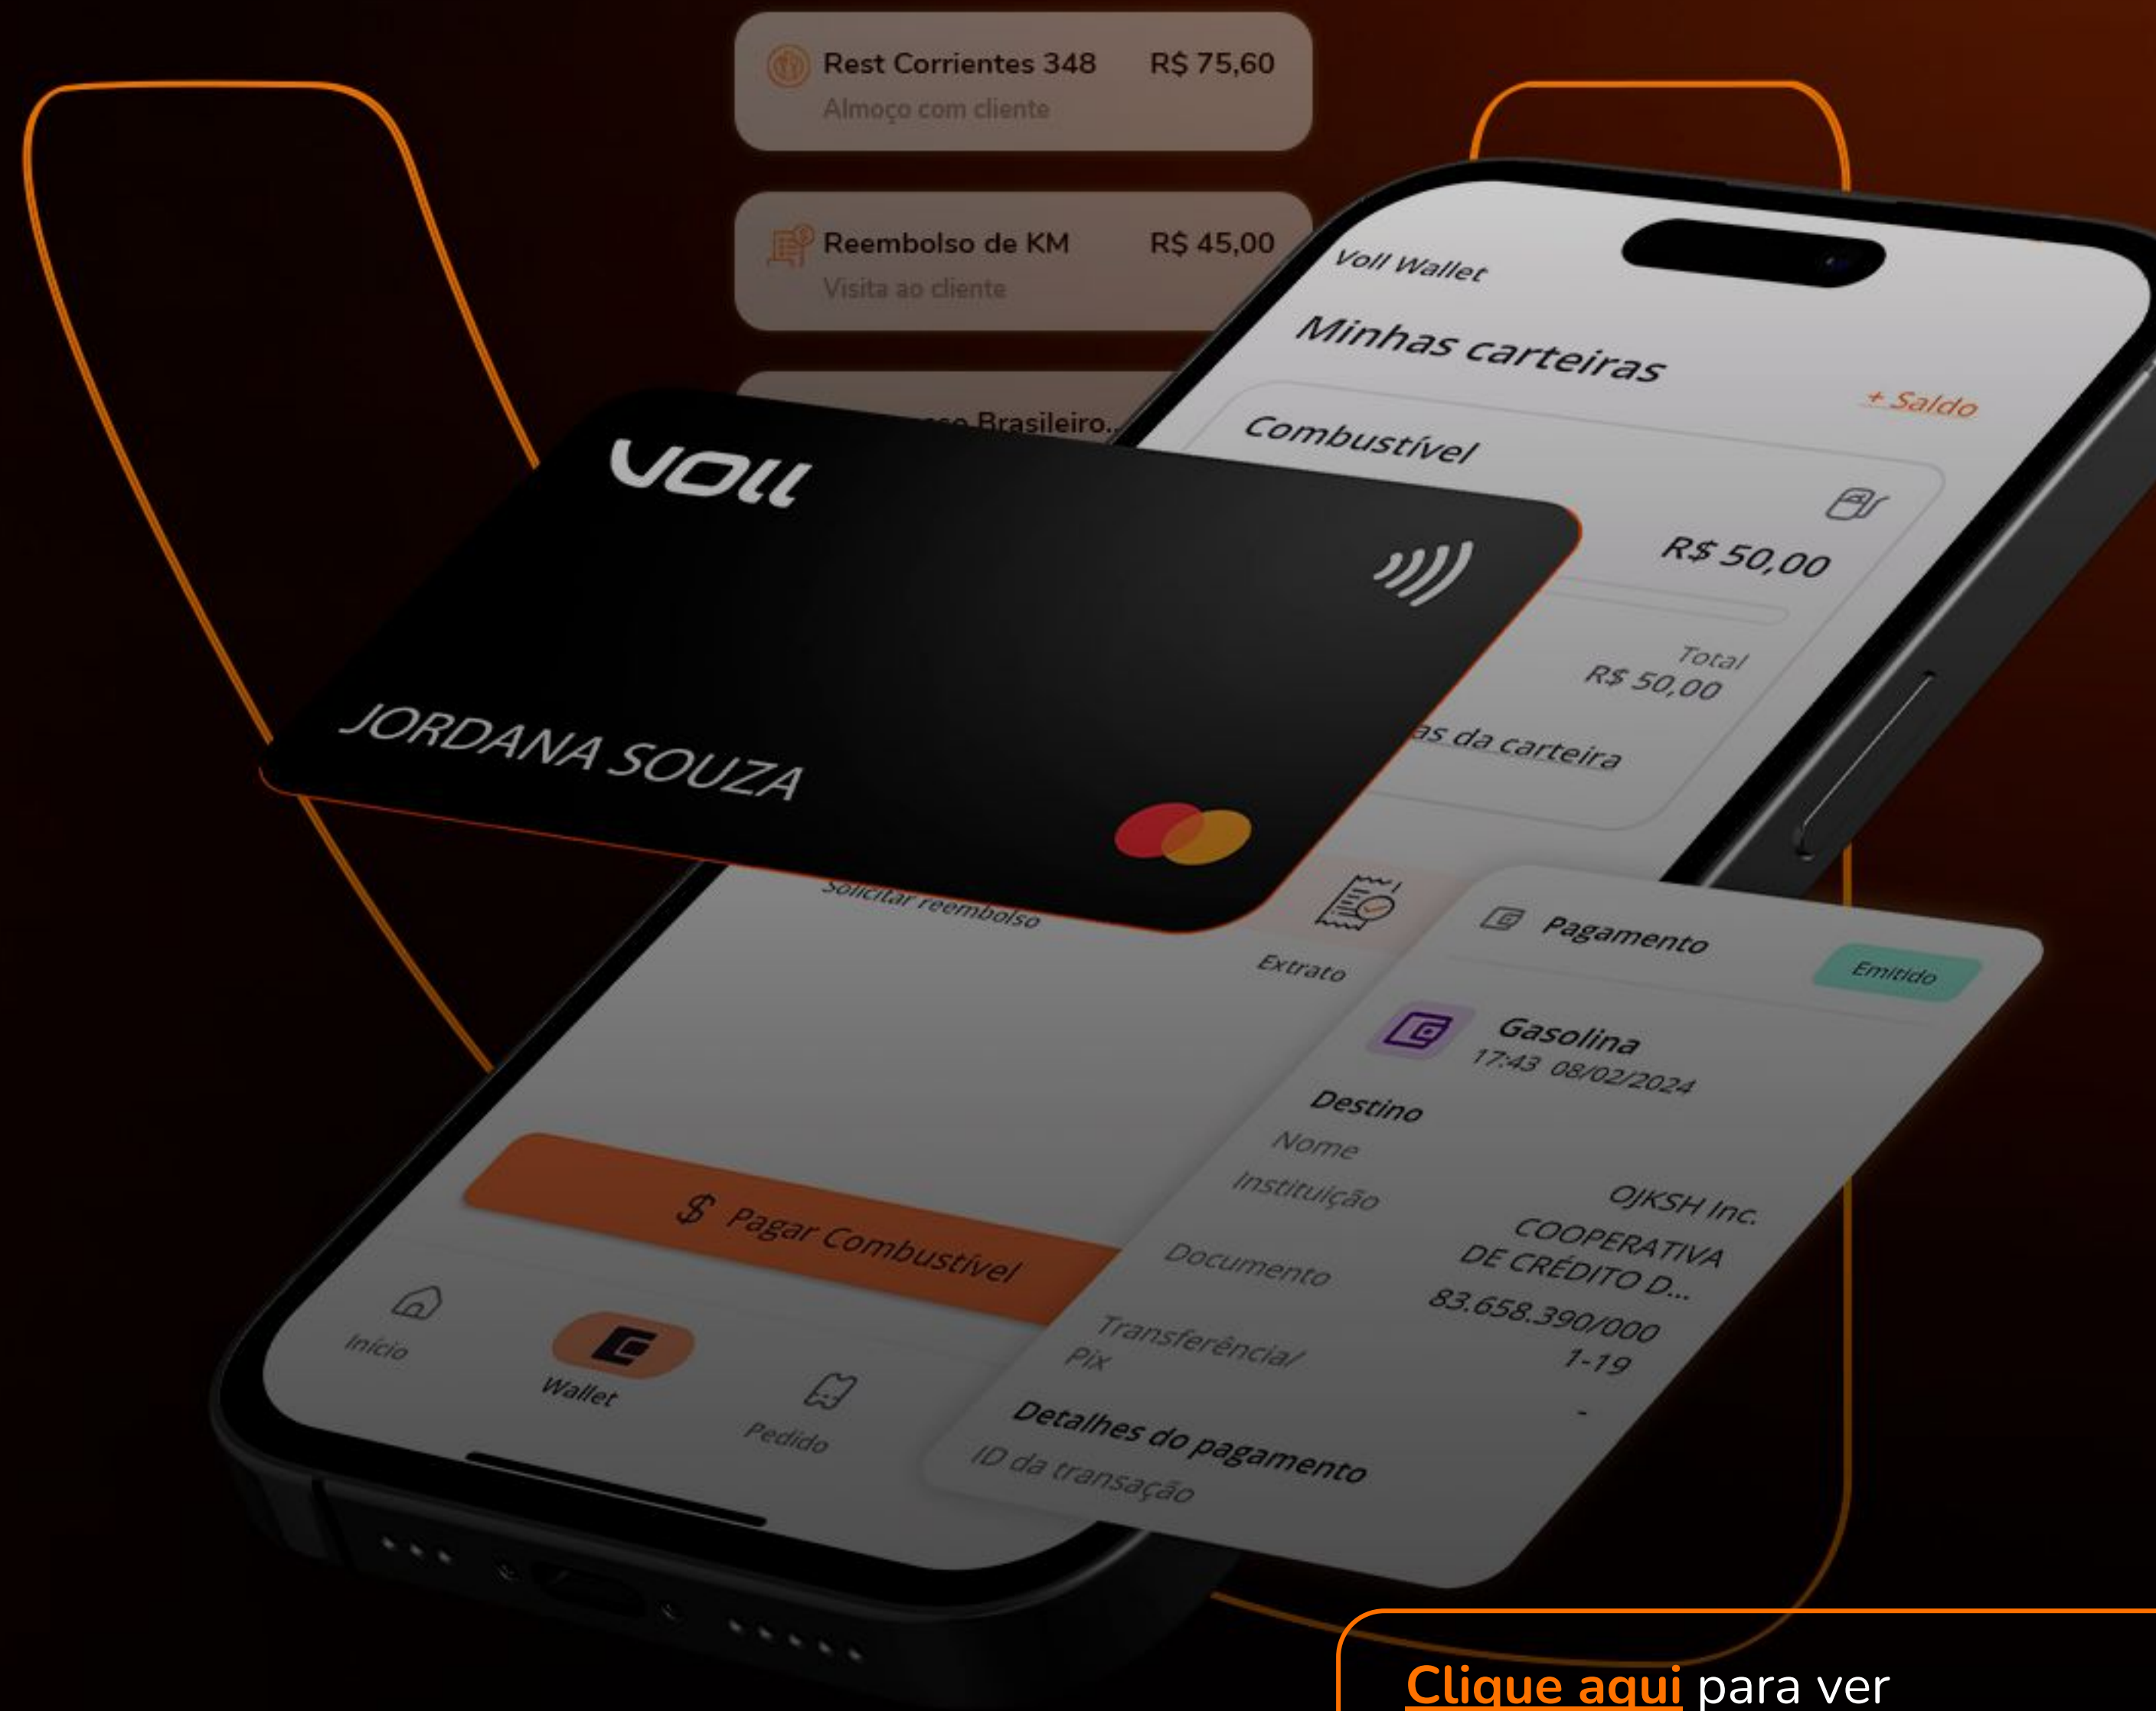 Rest Corrientes 348 R$ 75,60
Almoço com cliente
Reembolso de KM R$ 45,00
Visita ao cliente
Brasileiro..
Voll Wallet
Minhas carteiras
+ Saldo
Combustível
R$ 50,00
Total
R$ 50,00
as da carteira
voll
JORDANA SOUZA
Solicitar reembolso
Extrato
$ Pagar Combustível
Início
Wallet
Pedido
Pagamento Emitido
Gasolina
17:43 08/02/2024
Destino
Nome OJKSH Inc.
Instituição COOPERATIVA
DE CRÉDITO D...
Documento 83.658.390/000
1-19
Transferência/
Pix -
Detalhes do pagamento
ID da transação
Clique aqui para ver